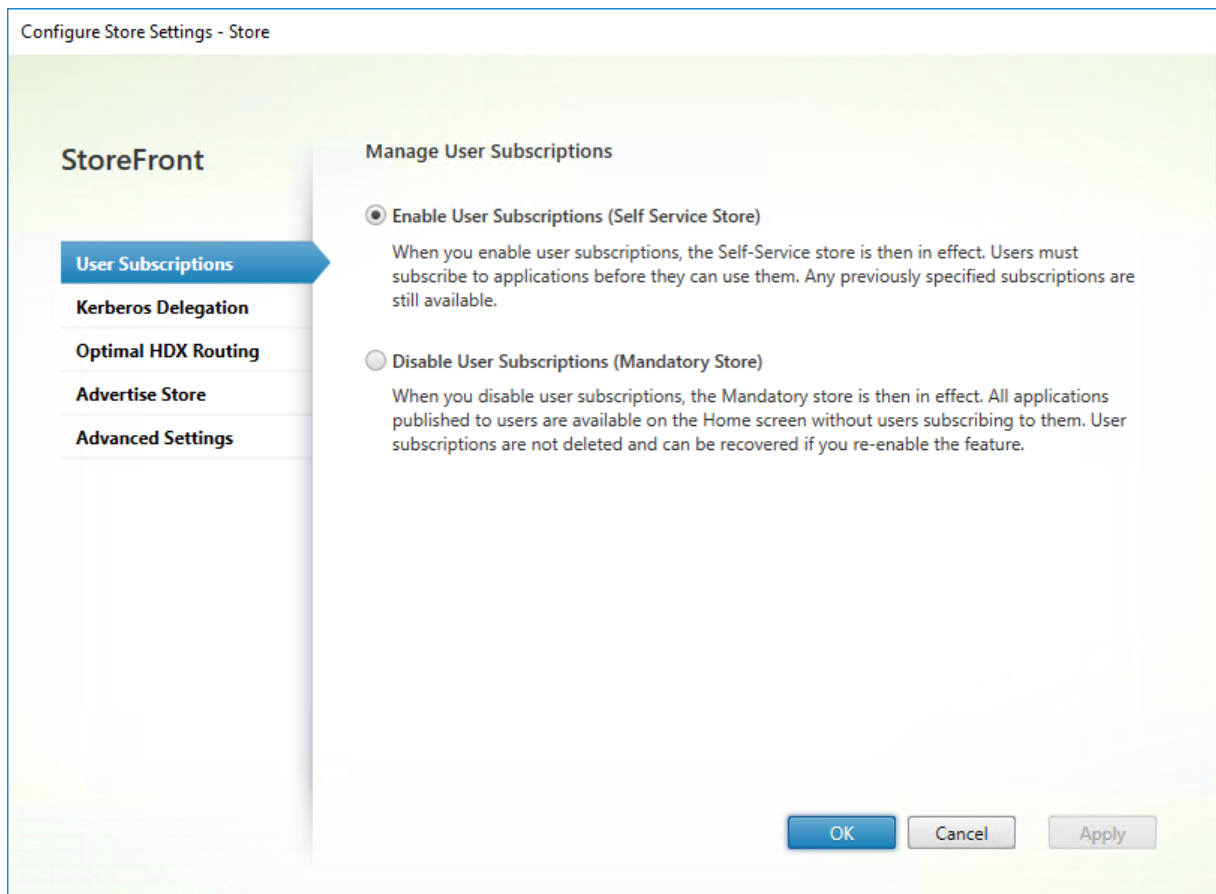 Configure Store Settings - Store
StoreFront
User Subscriptions
Kerberos Delegation
Optimal HDX Routing
Advertise Store
Advanced Settings
Manage User Subscriptions
Enable User Subscriptions (Self Service Store)
When you enable user subscriptions, the Self-Service store is then in effect. Users must
subscribe to applications before they can use them. Any previously specified subscriptions are
still available.
Disable User Subscriptions (Mandatory Store)
When you disable user subscriptions, the Mandatory store is then in effect. All applications
published to users are available on the Home screen without users subscribing to them. User
subscriptions are not deleted and can be recovered if you re-enable the feature.
OK
Cancel
Apply